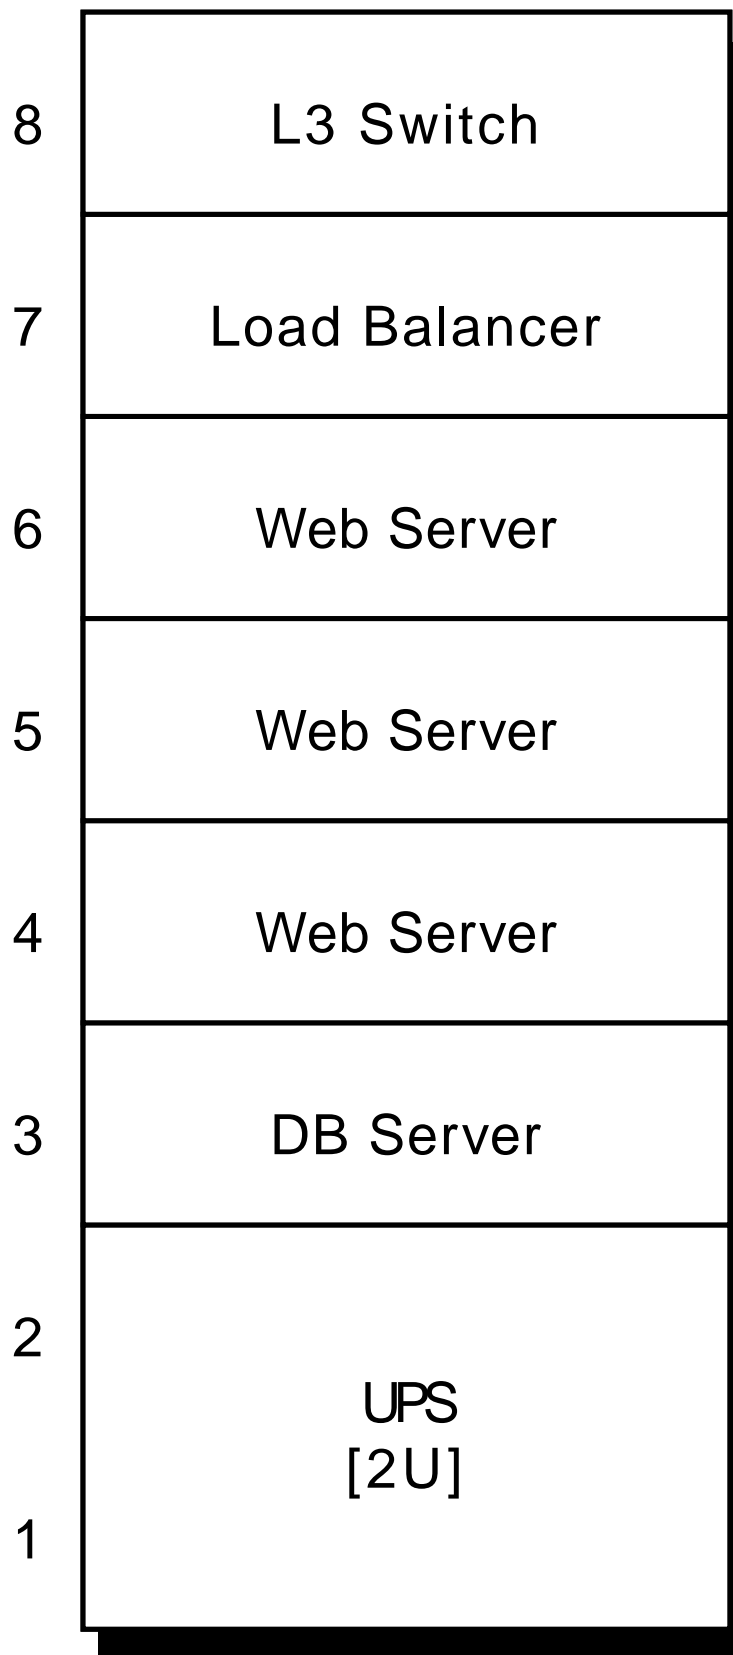 8 L3 Switch
7 Load Balancer
6 Web Server
5 Web Server
4 Web Server
3 DB Server
2
UPS
[2U]
1